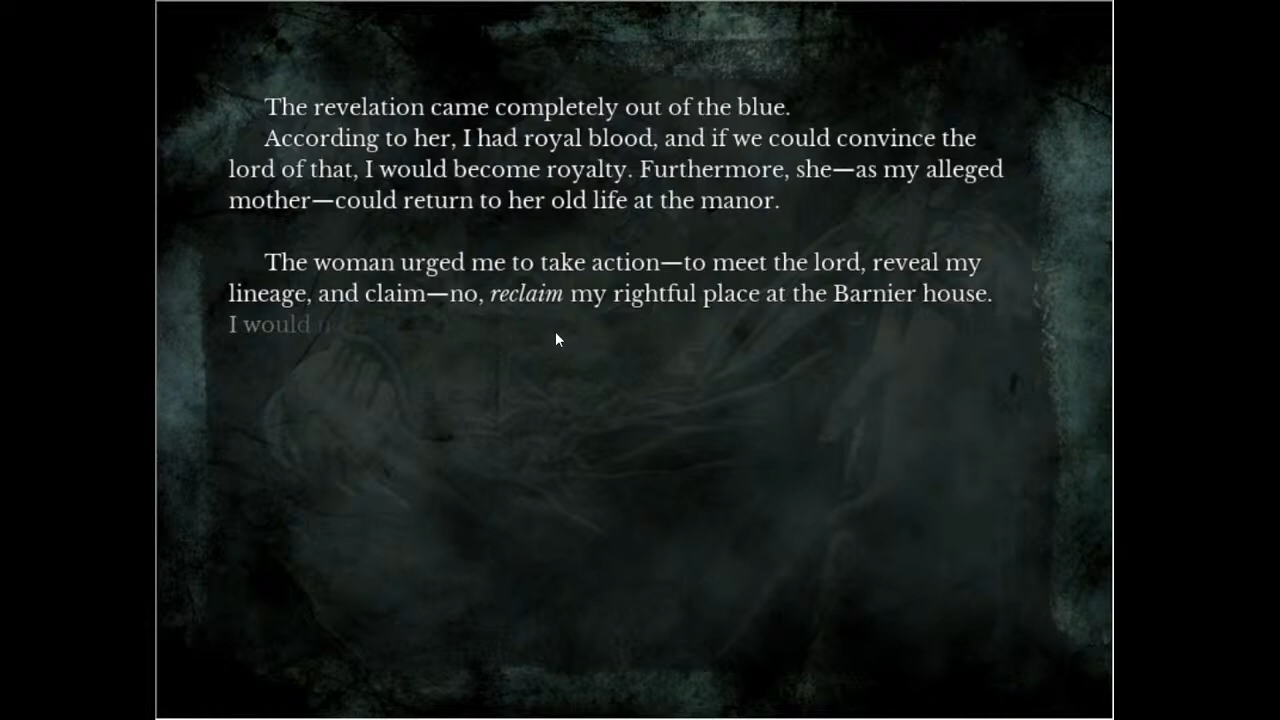 The revelation came completely out of the blue.
According to her, I had royal blood, and if we could convince the
lord of that, I would become royalty. Furthermore, she—as my alleged
mother—could return to her old life at the manor.
The woman urged me to take action—to meet the lord, reveal my
lineage, and claim—no, reclaim my rightful place at the Barnier house.
I would